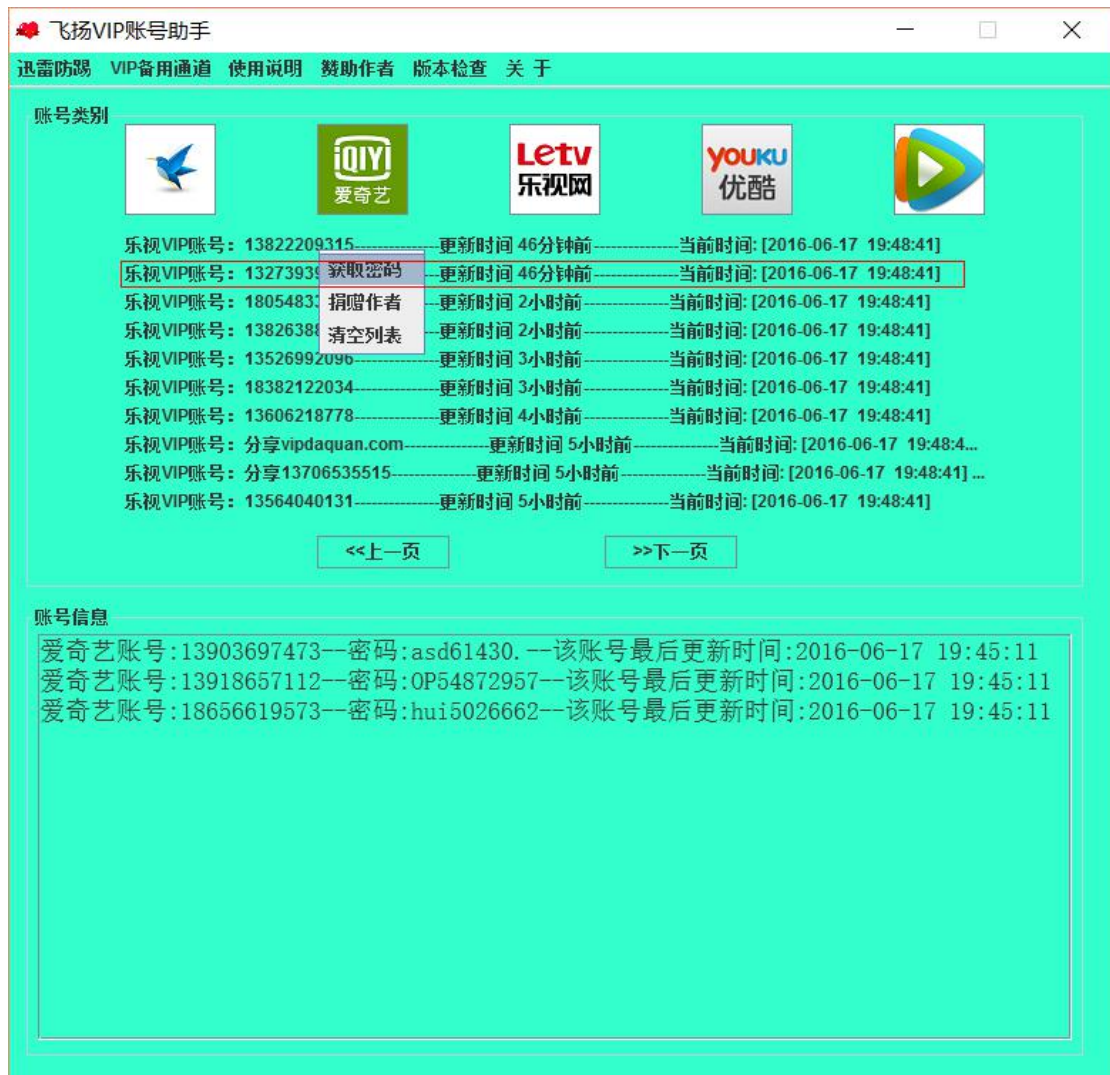 飞扬VIP账号助手
迅雷防踢 VIP备用通道 使用说明 赞助作者 版本检查 关 于
账号类别
iQIYI 爱奇艺
Letv 乐视网
YOUKU 优酷
乐视VIP账号：13822209315--------------更新时间 46分钟前--------------当前时间:[2016-06-17 19:48:41]
乐视VIP账号：1327393 获取密码 更新时间 46分钟前--------------当前时间:[2016-06-17 19:48:41]
乐视VIP账号：1805483 捐赠作者 更新时间 2小时前--------------当前时间:[2016-06-17 19:48:41]
乐视VIP账号：1382638 清空列表 更新时间 2小时前--------------当前时间:[2016-06-17 19:48:41]
乐视VIP账号：13526992096--------------更新时间 3小时前--------------当前时间:[2016-06-17 19:48:41]
乐视VIP账号：18382122034--------------更新时间 3小时前--------------当前时间:[2016-06-17 19:48:41]
乐视VIP账号：13606218778--------------更新时间 4小时前--------------当前时间:[2016-06-17 19:48:41]
乐视VIP账号：分享vipdaquan.com--------------更新时间 5小时前--------------当前时间:[2016-06-17 19:48:4...
乐视VIP账号：分享13706535515--------------更新时间 5小时前--------------当前时间:[2016-06-17 19:48:41] ...
乐视VIP账号：13564040131--------------更新时间 5小时前--------------当前时间:[2016-06-17 19:48:41]
<<上一页 >>下一页
账号信息
爱奇艺账号:13903697473--密码:asd61430.--该账号最后更新时间:2016-06-17 19:45:11
爱奇艺账号:13918657112--密码:OP54872957--该账号最后更新时间:2016-06-17 19:45:11
爱奇艺账号:18656619573--密码:hui5026662--该账号最后更新时间:2016-06-17 19:45:11